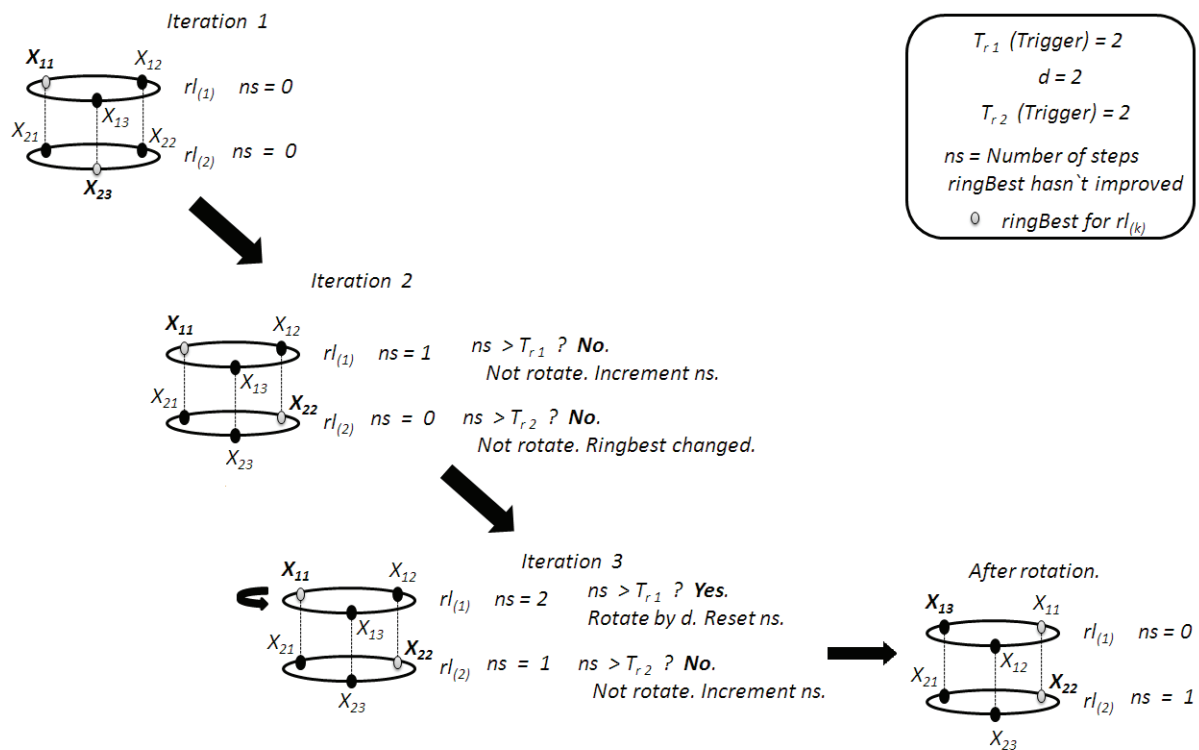 Iteration 1
X11
X12
rl(1) ns = 0
X13
X21
X22
rl(2) ns = 0
X23
Tr 1 (Trigger) = 2
d = 2
Tr 2 (Trigger) = 2
ns = Number of steps
ringBest hasn`t improved
ringBest for rl(k)
Iteration 2
X11
X12
rl(1) ns = 1 ns > Tr 1 ? No.
Not rotate. Increment ns.
X13
X21
X22
rl(2) ns = 0 ns > Tr 2 ? No.
Not rotate. Ringbest changed.
X23
Iteration 3
X11
X12
rl(1) ns = 2 ns > Tr 1 ? Yes.
Rotate by d. Reset ns.
X13
X21
X22
rl(2) ns = 1 ns > Tr 2 ? No.
Not rotate. Increment ns.
X23
After rotation.
X13
X11
rl(1) ns = 0
X12
X21
X22
rl(2) ns = 1
X23